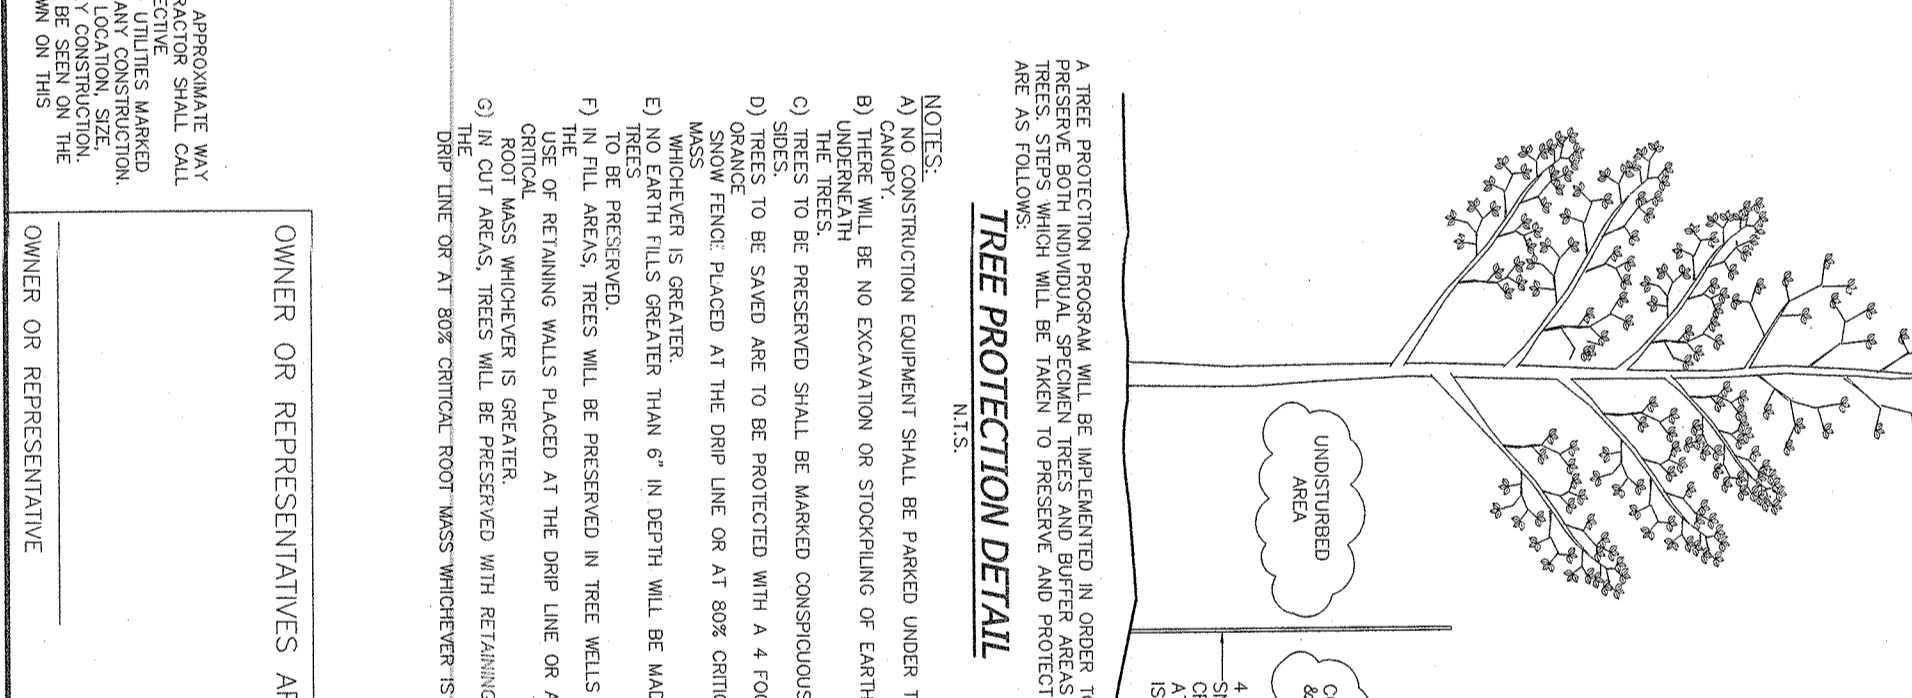 UNDISTURBED
AREA
4
IS
A TREE PROTECTION PROGRAM WILL BE IMPLEMENTED IN ORDER
PRESERVE BOTH INDIVIDUAL SPECIMEN TREES AND BUFFER AREAS
TREES. STEPS WHICH WILL BE TAKEN TO PRESERVE AND PROTECT
ARE AS FOLLOWS:
TREE PROTECTION DETAIL
N.T.S.
NOTES:
A) NO CONSTRUCTION EQUIPMENT SHALL BE PARKED UNDER
CANOPY.
B) THERE WILL BE NO EXCAVATION OR STOCKPILING OF EARTH
UNDERNEATH
THE TREES.
C) TREES TO BE PRESERVED SHALL BE MARKED CONSPICUOUS
SIDES.
D) TREES TO BE SAVED ARE TO BE PROTECTED WITH A 4 FOO
ORANGE
SNOW FENCE PLACED AT THE DRIP LINE OR AT 80% CRITIC
MASS
WHICHEVER IS GREATER.
E) NO EARTH FILLS GREATER THAN 6" IN DEPTH WILL BE MAD
TREES
TO BE PRESERVED.
F) IN FILL AREAS, TREES WILL BE PRESERVED IN TREE WELLS
THE
USE OF RETAINING WALLS PLACED AT THE DRIP LINE OR A
CRITICAL
ROOT MASS WHICHEVER IS GREATER.
G) IN CUT AREAS, TREES WILL BE PRESERVED WITH RETAINING
THE
DRIP LINE OR AT 80% CRITICAL ROOT MASS WHICHEVER IS
APPROXIMATE WAY
RACTOR SHALL CALL
ECTIVE
UTILITIES MARKED
ANY CONSTRUCTION.
LOCATION, SIZE,
Y CONSTRUCTION.
BE SEEN ON THE
WN ON THIS
OWNER OR REPRESENTATIVES AP
OWNER OR REPRESENTATIVE